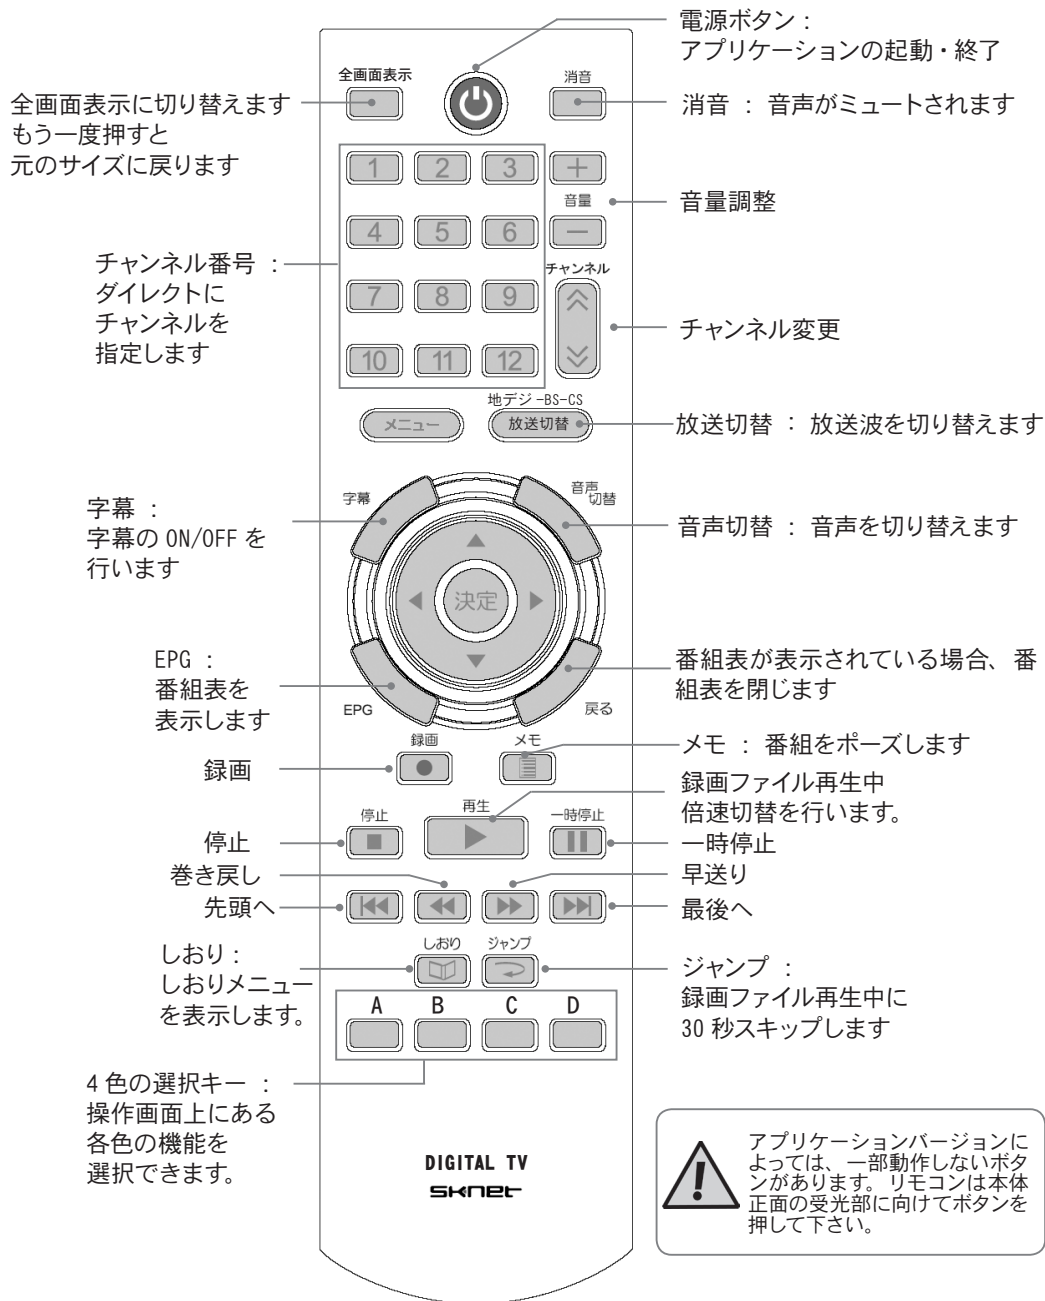 電源ボタン：
アプリケーションの起動・終了
全画面表示
消音
全画面表示に切り替えます
もう一度押すと
元のサイズに戻ります
消音 ： 音声がミュートされます
1 2 3 ＋
音量
音量調整
4 5 6 －
チャンネル番号 ：
ダイレクトに
チャンネルを
指定します
チャンネル
7 8 9
チャンネル変更
10 11 12
地デジ-BS-CS
メニュー
放送切替
放送切替 ： 放送波を切り替えます
字幕
音声
切替
字幕 ：
字幕の ON/OFF を
行います
音声切替 ： 音声を切り替えます
決定
EPG ：
番組表を
表示します
番組表が表示されている場合、番
組表を閉じます
EPG
戻る
録画
メモ
メモ ： 番組をポーズします
録画
録画ファイル再生中
倍速切替を行います。
停止
再生
一時停止
停止
一時停止
巻き戻し
早送り
先頭へ
最後へ
しおり
ジャンプ
しおり：
しおりメニュー
を表示します。
ジャンプ ：
録画ファイル再生中に
30 秒スキップします
A B C D
4 色の選択キー ：
操作画面上にある
各色の機能を
選択できます。
DIGITAL TV
SKNET
アプリケーションバージョンに
よっては、一部動作しないボタ
ンがあります。リモコンは本体
正面の受光部に向けてボタンを
押して下さい。